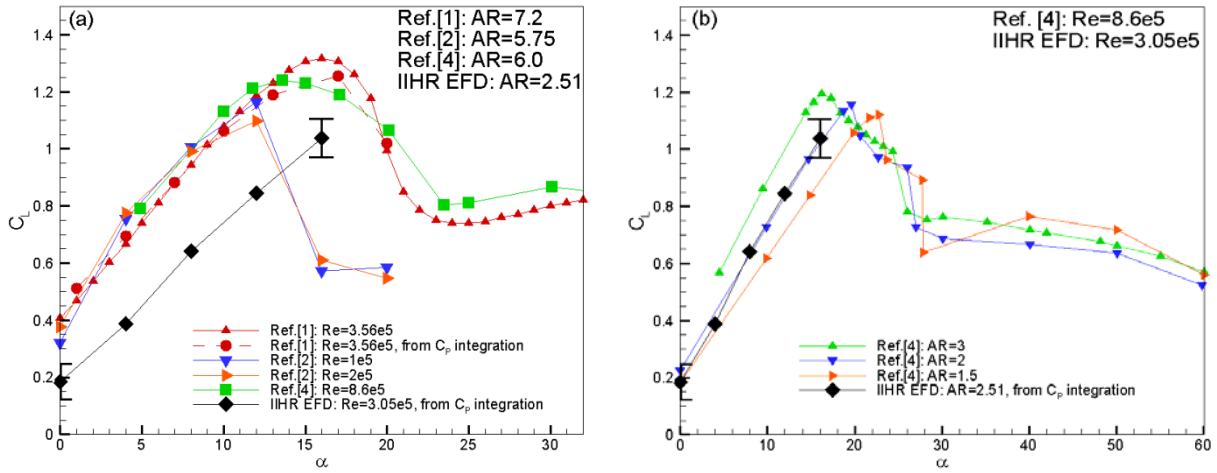 (a)
Ref.[1]: AR=7.2
Ref.[2]: AR=5.75
Ref.[4]: AR=6.0
IIHR EFD: AR=2.51
1.4
1.2
1
0.8
0.6
0.4
0.2
0
C_L
Ref.[1]: Re=3.56e5
Ref.[1]: Re=3.56e5, from C_P integration
Ref.[2]: Re=1e5
Ref.[2]: Re=2e5
Ref.[4]: Re=8.6e5
IIHR EFD: Re=3.05e5, from C_P integration
0 5 10 15 20 25 30
α
(b)
Ref. [4]: Re=8.6e5
IIHR EFD: Re=3.05e5
1.4
1.2
1
0.8
0.6
0.4
0.2
0
C_L
Ref.[4]: AR=3
Ref.[4]: AR=2
Ref.[4]: AR=1.5
IIHR EFD: AR=2.51, from C_P integration
0 10 20 30 40 50 60
α